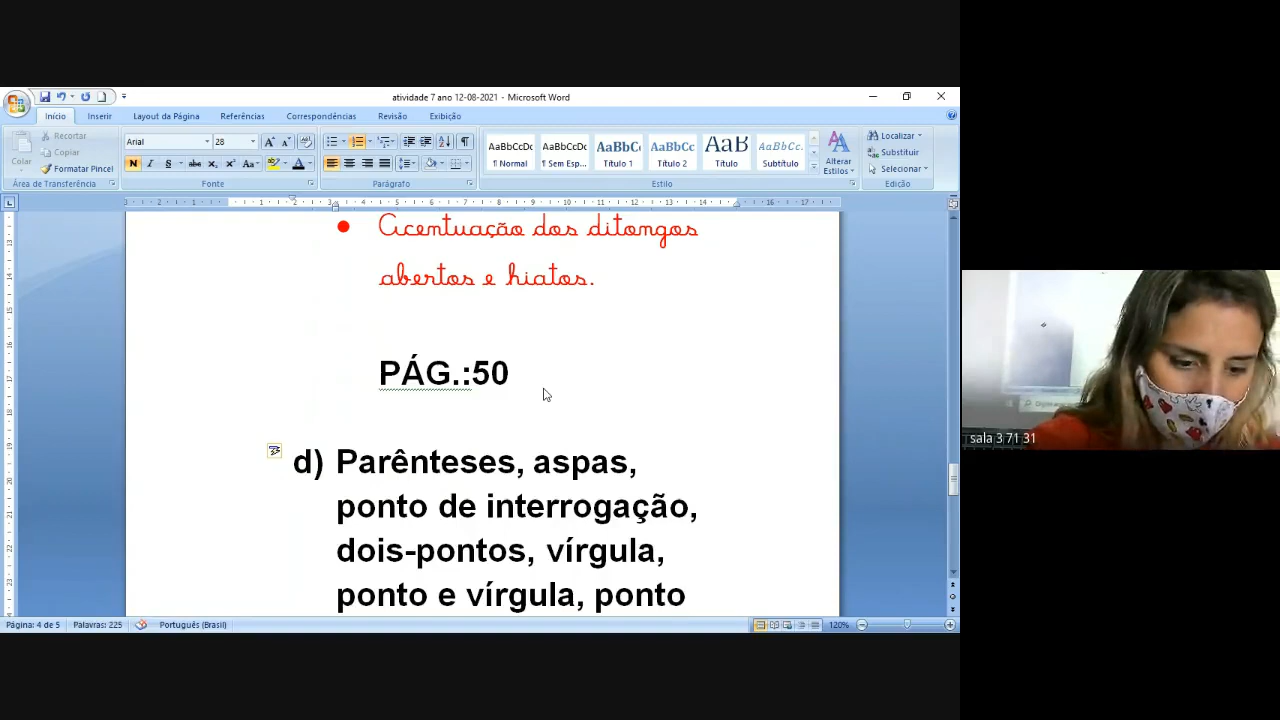 atividade 7 ano 12-08-2021 - Microsoft Word
Início Inserir Layout da Página Referências Correspondências Revisão Exibição
Colar
Recortar
Copiar
Formatar Pincel
Área de Transferência
Arial 28
Fonte
Parágrafo
AaBbCcDc AaBbCcDc AaBbC AaBbCc AaB AaBbCc.
¶ Normal ¶ Sem Esp... Título 1 Título 2 Título Subtítulo
Alterar Estilos
Estilo
Localizar
Substituir
Selecionar
Edição
Acentuação dos ditongos
abertos e hiatos.
PÁG.:50
d) Parênteses, aspas,
ponto de interrogação,
dois-pontos, vírgula,
ponto e vírgula, ponto
Página: 4 de 5 Palavras: 225 Português (Brasil) 120%
sala 3 71 31